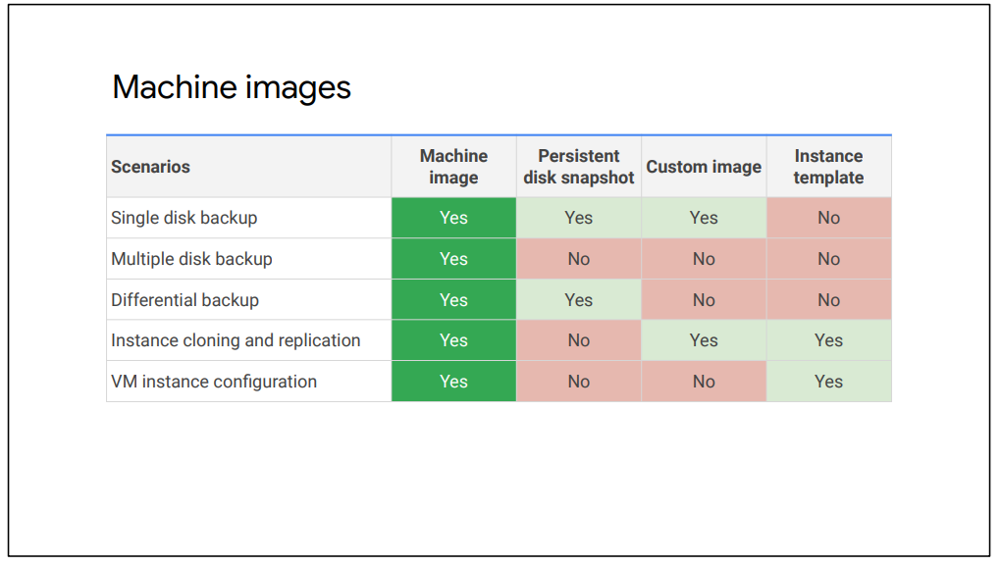 Machine images
Scenarios Machine image Persistent disk snapshot Custom image Instance template
Single disk backup Yes Yes Yes No
Multiple disk backup Yes No No No
Differential backup Yes Yes No No
Instance cloning and replication Yes No Yes Yes
VM instance configuration Yes No No Yes